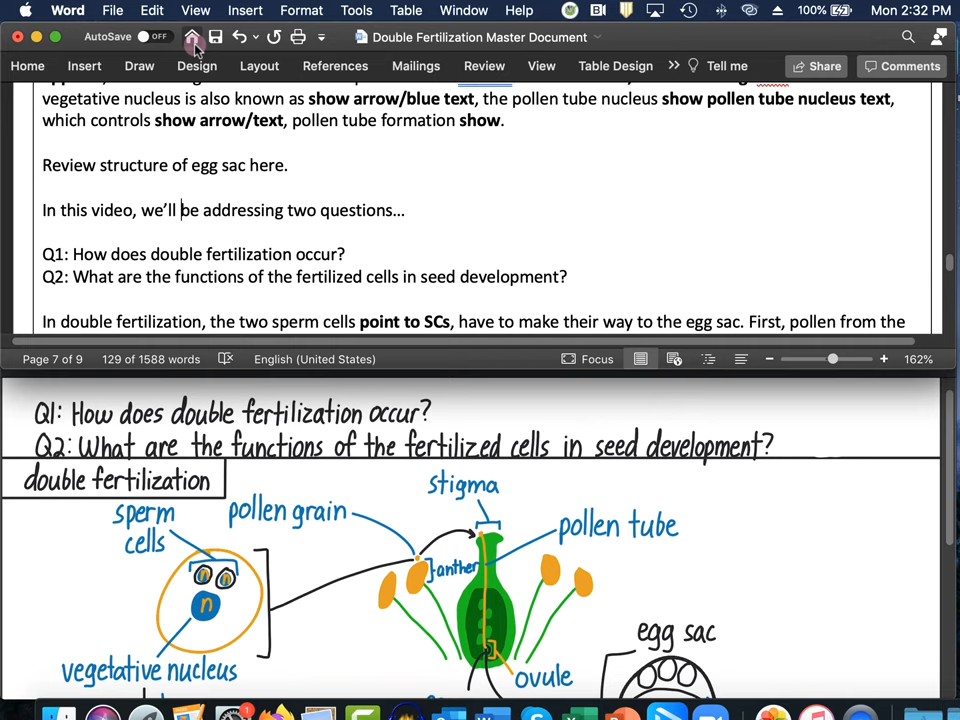 Word File Edit View Insert Format Tools Table Window Help 100% Mon 2:32 PM
AutoSave OFF Double Fertilization Master Document
Home Insert Draw Design Layout References Mailings Review View Table Design Tell me Share Comments
vegetative nucleus is also known as show arrow/blue text, the pollen tube nucleus show pollen tube nucleus text,
which controls show arrow/text, pollen tube formation show.
Review structure of egg sac here.
In this video, we’ll be addressing two questions…
Q1: How does double fertilization occur?
Q2: What are the functions of the fertilized cells in seed development?
In double fertilization, the two sperm cells point to SCs, have to make their way to the egg sac. First, pollen from the
Page 7 of 9 129 of 1588 words English (United States) Focus 162%
Q1: How does double fertilization occur?
Q2: What are the functions of the fertilized cells in seed development?
double fertilization
stigma
sperm
cells
pollen grain
pollen tube
anther
n
n
n
egg sac
vegetative nucleus
ovule